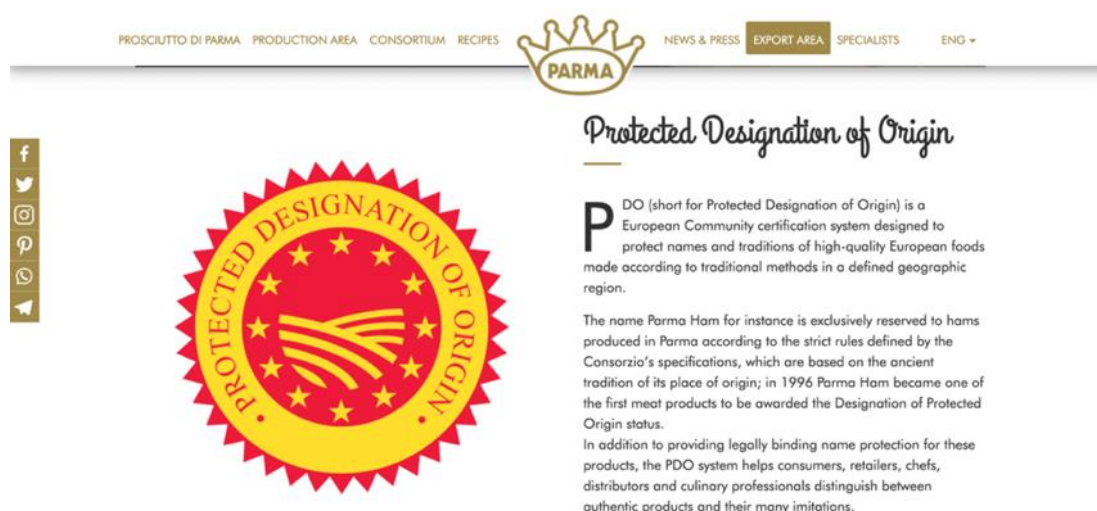 PROSCIUTTO DI PARMA PRODUCTION AREA CONSORTIUM RECIPES
PARMA
NEWS & PRESS EXPORT AREA SPECIALISTS ENG
Protected Designation of Origin
PROTECTED DESIGNATION OF ORIGIN
PDO (short for Protected Designation of Origin) is a
European Community certification system designed to
protect names and traditions of high-quality European foods
made according to traditional methods in a defined geographic
region.
The name Parma Ham for instance is exclusively reserved to hams
produced in Parma according to the strict rules defined by the
Consorzio's specifications, which are based on the ancient
tradition of its place of origin; in 1996 Parma Ham became one of
the first meat products to be awarded the Designation of Protected
Origin status.
In addition to providing legally binding name protection for these
products, the PDO system helps consumers, retailers, chefs,
distributors and culinary professionals distinguish between
authentic products and their many imitations.